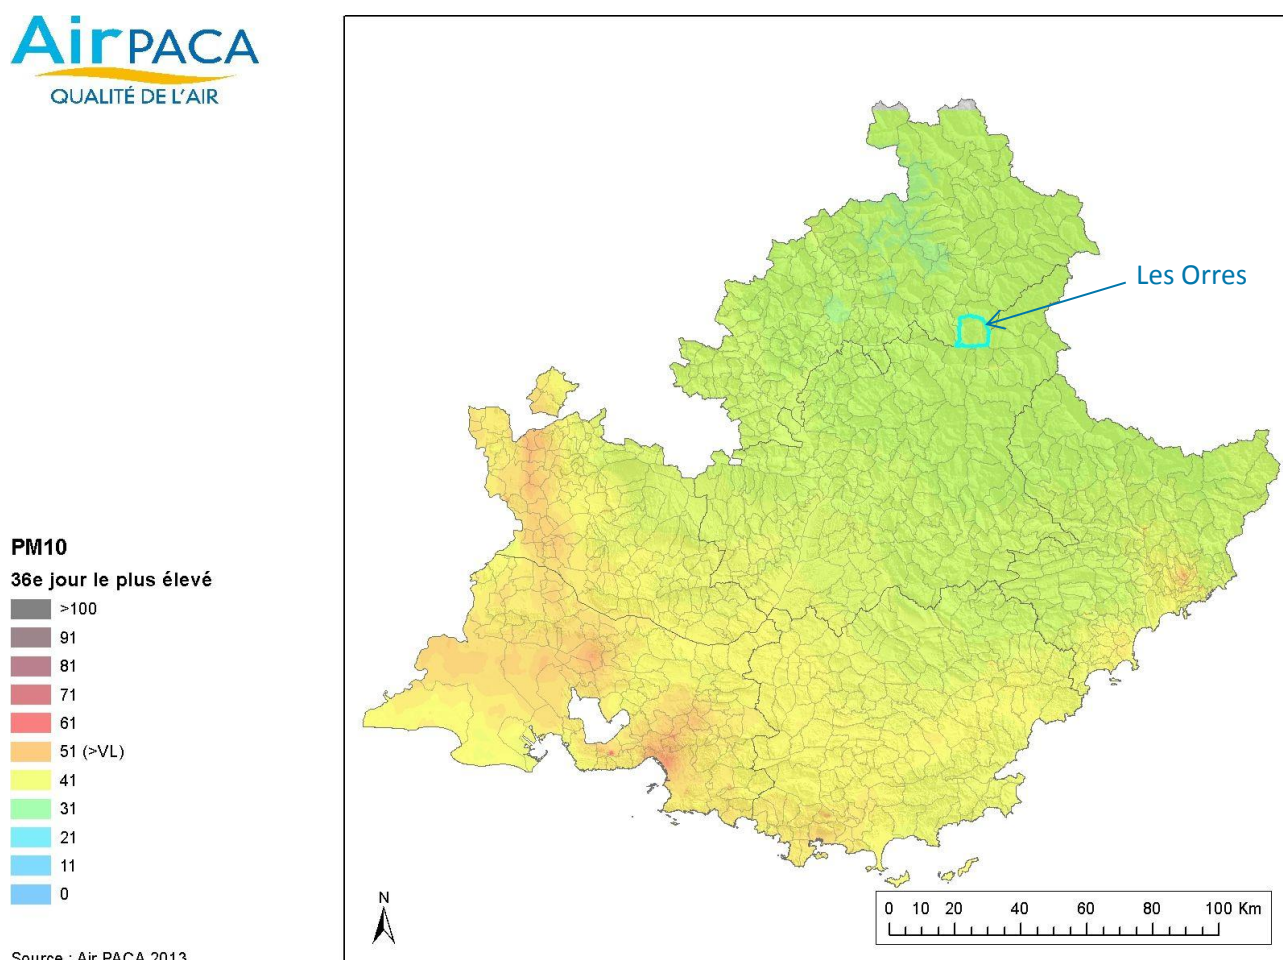 AirPACA
QUALITÉ DE L'AIR
Les Orres
PM10
36e jour le plus élevé
>100
91
81
71
61
51 (>VL)
41
31
21
11
0
N
0 10 20 40 60 80 100 Km
Source : Air PACA 2013